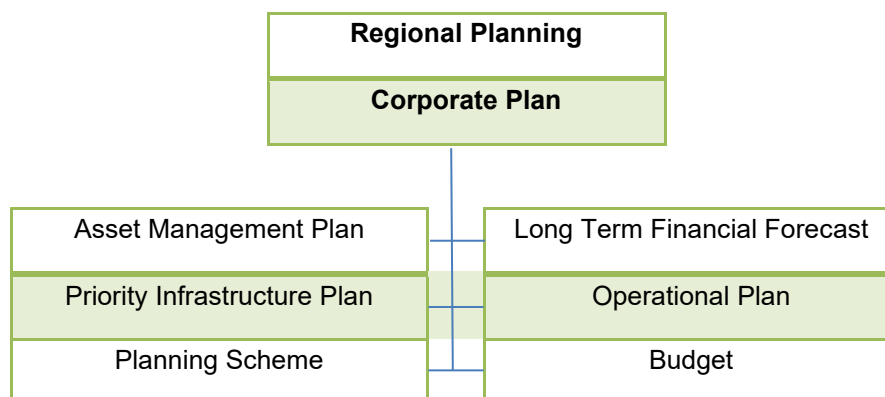 Regional Planning
Corporate Plan
Asset Management Plan
Long Term Financial Forecast
Priority Infrastructure Plan
Operational Plan
Planning Scheme
Budget